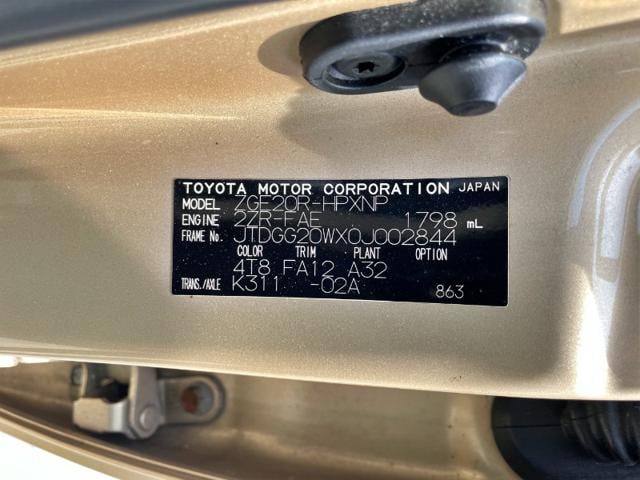 TOYOTA MOTOR CORPORATION JAPAN
MODEL ZGE20R-HPXNP
ENGINE 2ZR-FAE 1798 mL
FRAME No. JTDGG20WX0J002844
COLOR TRIM PLANT OPTION
4T8 FA12 A32
TRANS./AXLE K311 -02A 863